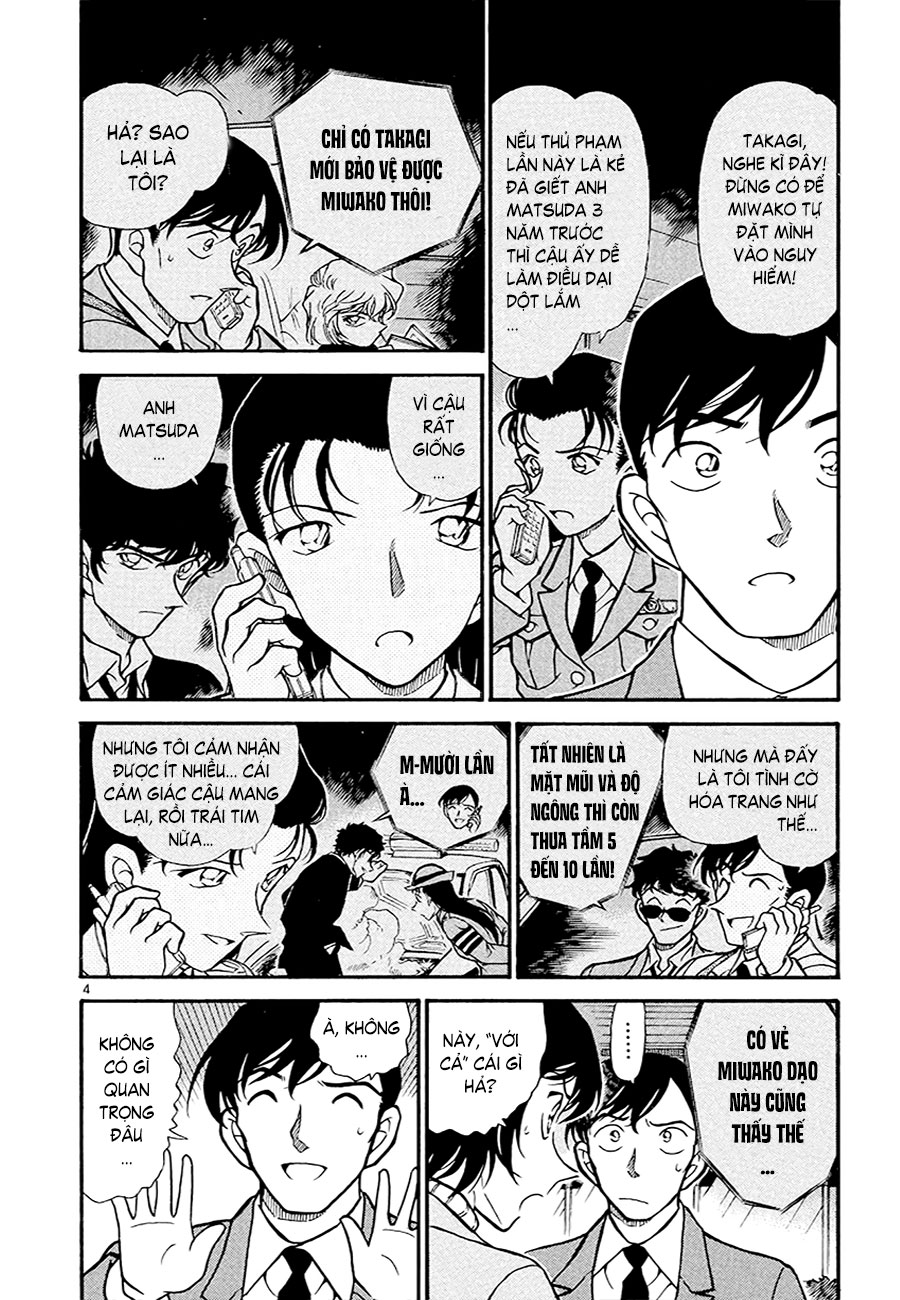 TAKAGI,
NGHE KĨ ĐÂY!
ĐỪNG CÓ ĐỂ
MIWAKO TỰ
ĐẶT MÌNH
VÀO NGUY
HIỂM!
NẾU THỦ PHẠM
LẦN NÀY LÀ KẺ
ĐÃ GIẾT ANH
MATSUDA 3
NĂM TRƯỚC
THÌ CẬU ẤY DỀ
LÀM ĐIỀU DẠI
DỘT LẮM
...
CHỈ CÓ TAKAGI
MỚI BẢO VỆ ĐƯỢC
MIWAKO THÔI!
HẢ? SAO
LẠI LÀ
TÔI?
VÌ CẬU
RẤT
GIỐNG
...
ANH
MATSUDA
...
NHƯNG MÀ ĐẤY
LÀ TÔI TÌNH CỜ
HÓA TRANG NHƯ
THẾ...
TẤT NHIÊN LÀ
MẶT MŨI VÀ ĐỘ
NGÔNG THÌ CÒN
THUA TẦM 5
ĐẾN 10 LẦN!
M-MƯỜI LẦN
À...
NHƯNG TÔI CẢM NHẬN
ĐƯỢC ÍT NHIỀU... CÁI
CẢM GIÁC CẬU MANG
LẠI, RỒI TRÁI TIM
NỮA...
4
CÓ VẺ
MIWAKO DẠO
NÀY CŨNG
THẤY THẾ
...
......
NÀY, "VỚI
CẢ" CÁI GÌ
HẢ?
À, KHÔNG
...
KHÔNG
CÓ GÌ
QUAN
TRỌNG
ĐÂU
...